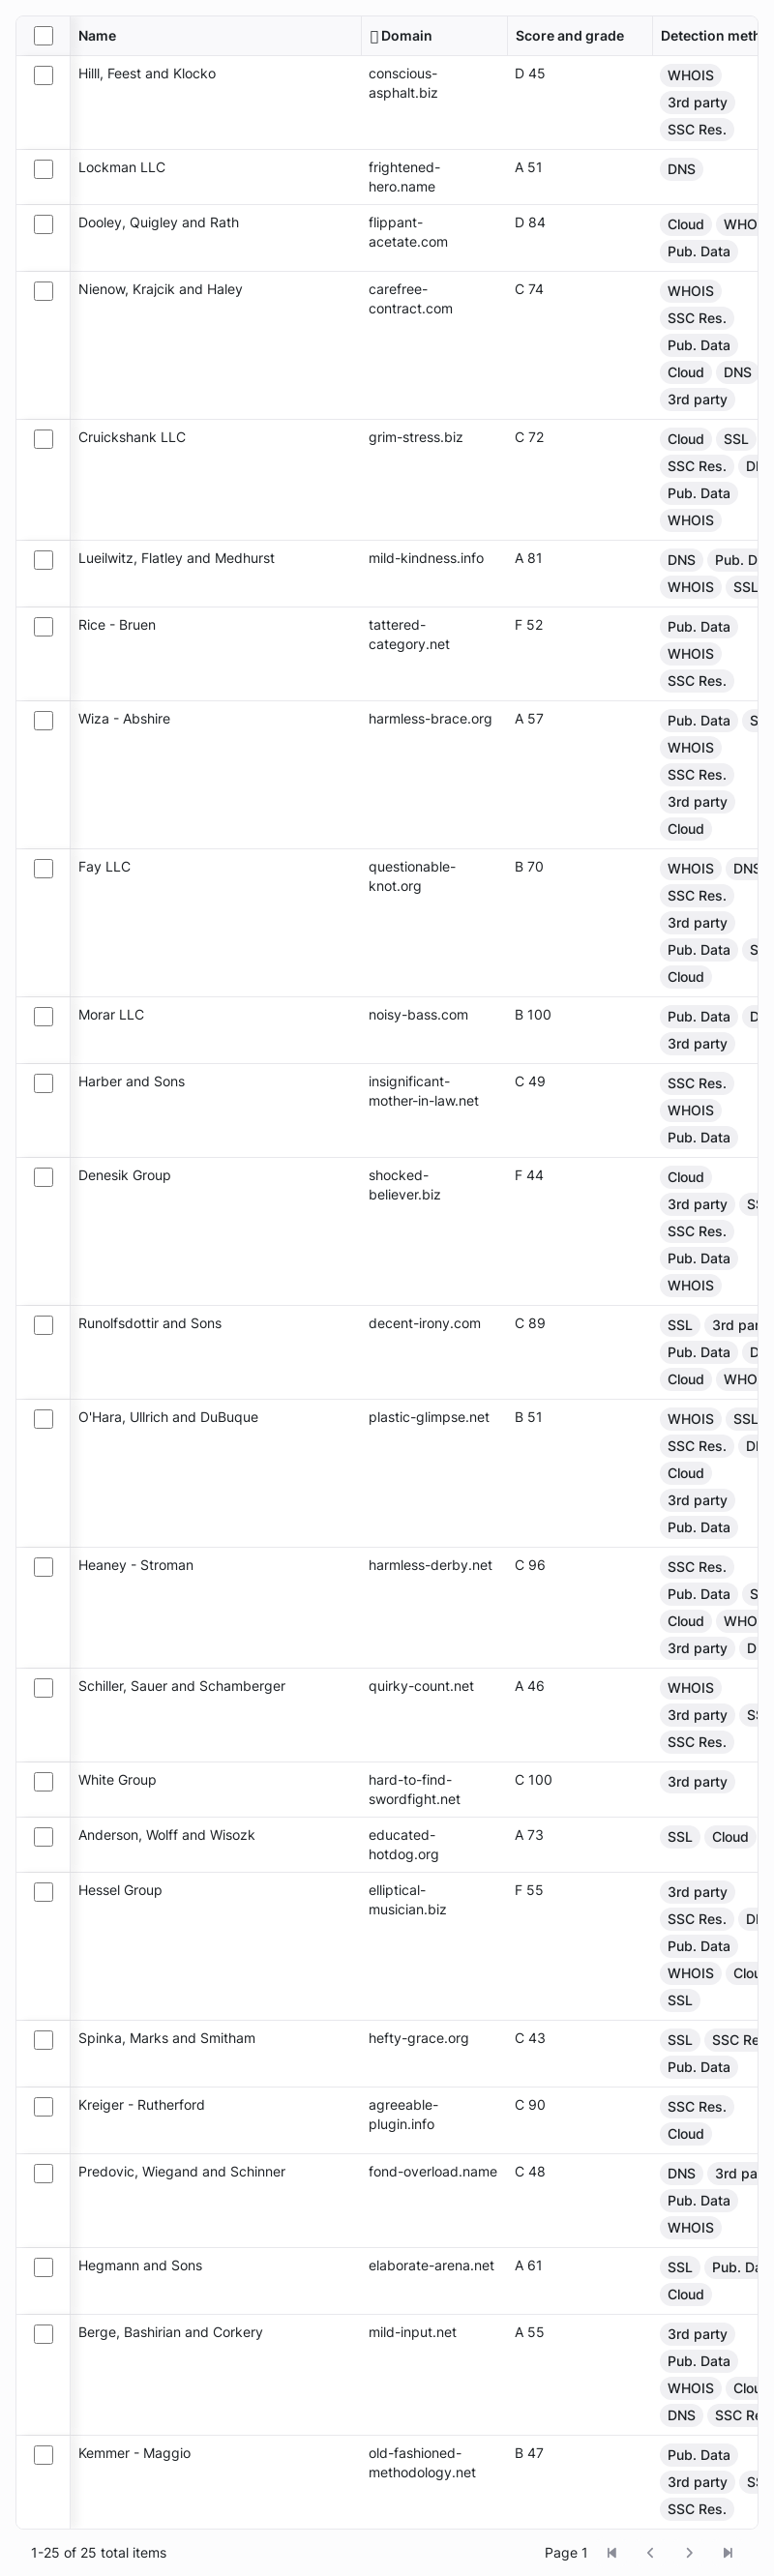 Name Domain Score and grade Detection
Hilll, Feest and Klocko conscious- D 45 WHOIS
asphalt.biz 3rd party
SSC Res.
Lockman LLC frightened- A 51 DNS
hero.name
Dooley, Quigley and Rath flippant- D 84 Cloud
acetate.com Pub. Data
Nienow, Krajcik and Haley carefree- C 74 WHOIS
contract.com SSC Res.
Pub. Data
Cloud DNS
3rd party
Cruickshank LLC grim-stress.biz C 72 Cloud SSL
SSC Res.
Pub. Data
WHOIS
Lueilwitz, Flatley and Medhurst mild-kindness.info A 81 DNS Pub.
WHOIS SSL
Rice - Bruen tattered- F 52 Pub. Data
category.net WHOIS
SSC Res.
Wiza - Abshire harmless-brace.org A 57 Pub. Data
WHOIS
SSC Res.
3rd party
Cloud
Fay LLC questionable- B 70 WHOIS DNS
knot.org SSC Res.
3rd party
Pub. Data
Cloud
Morar LLC noisy-bass.com B 100 Pub. Data
3rd party
Harber and Sons insignificant- C 49 SSC Res.
mother-in-law.net WHOIS
Pub. Data
Denesik Group shocked- F 44 Cloud
believer.biz 3rd party
SSC Res.
Pub. Data
WHOIS
Runolfsdottir and Sons decent-irony.com C 89 SSL 3rd
Pub. Data
Cloud
O'Hara, Ullrich and DuBuque plastic-glimpse.net B 51 WHOIS SSL
SSC Res.
Cloud
3rd party
Pub. Data
Heaney - Stroman harmless-derby.net C 96 SSC Res.
Pub. Data
Cloud
3rd party
Schiller, Sauer and Schamberger quirky-count.net A 46 WHOIS
3rd party
SSC Res.
White Group hard-to-find- C 100 3rd party
swordfight.net
Anderson, Wolff and Wisozk educated- A 73 SSL Cloud
hotdog.org
Hessel Group elliptical- F 55 3rd party
musician.biz SSC Res.
Pub. Data
WHOIS
SSL
Spinka, Marks and Smitham hefty-grace.org C 43 SSL SSC
Pub. Data
Kreiger - Rutherford agreeable- C 90 SSC Res.
plugin.info Cloud
Predovic, Wiegand and Schinner fond-overload.name C 48 DNS 3rd
Pub. Data
WHOIS
Hegmann and Sons elaborate-arena.net A 61 SSL Pub.
Cloud
Berge, Bashirian and Corkery mild-input.net A 55 3rd party
Pub. Data
WHOIS
DNS SSC
Kemmer - Maggio old-fashioned- B 47 Pub. Data
methodology.net 3rd party
SSC Res.
1-25 of 25 total items Page 1